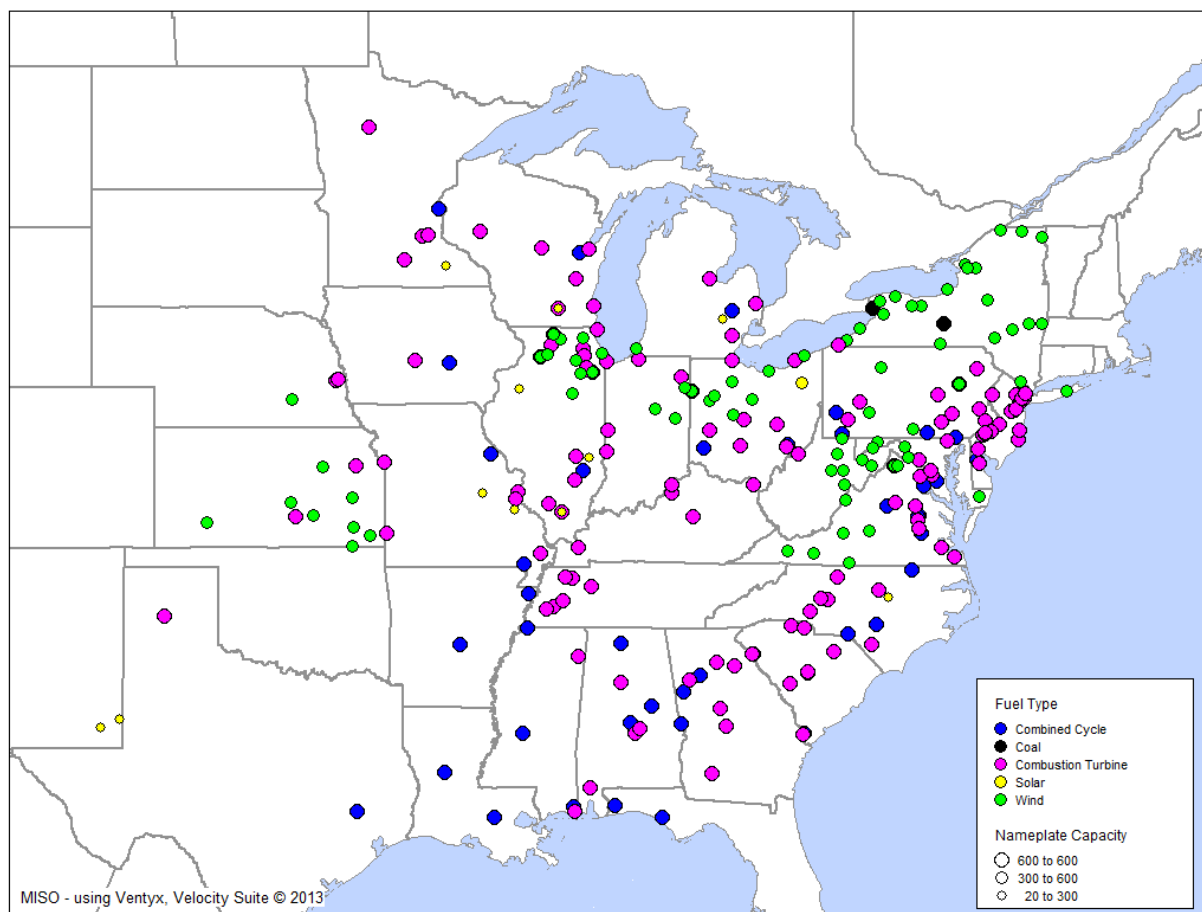 Fuel Type
Combined Cycle
Coal
Combustion Turbine
Solar
Wind
Nameplate Capacity
600 to 600
300 to 600
20 to 300
MISO - using Ventyx, Velocity Suite © 2013